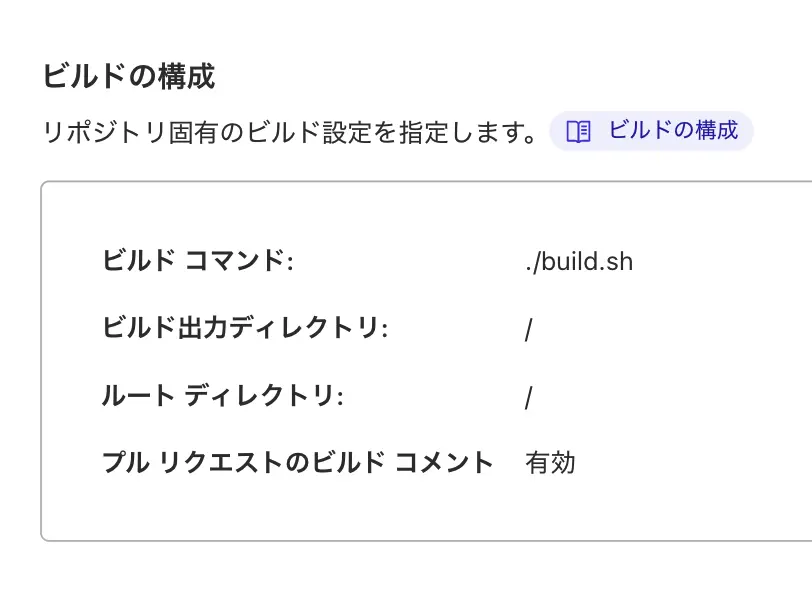 ビルドの構成
リポジトリ固有のビルド設定を指定します。 ビルドの構成
ビルド コマンド: ./build.sh
ビルド出力ディレクトリ: /
ルート ディレクトリ: /
プル リクエストのビルド コメント 有効